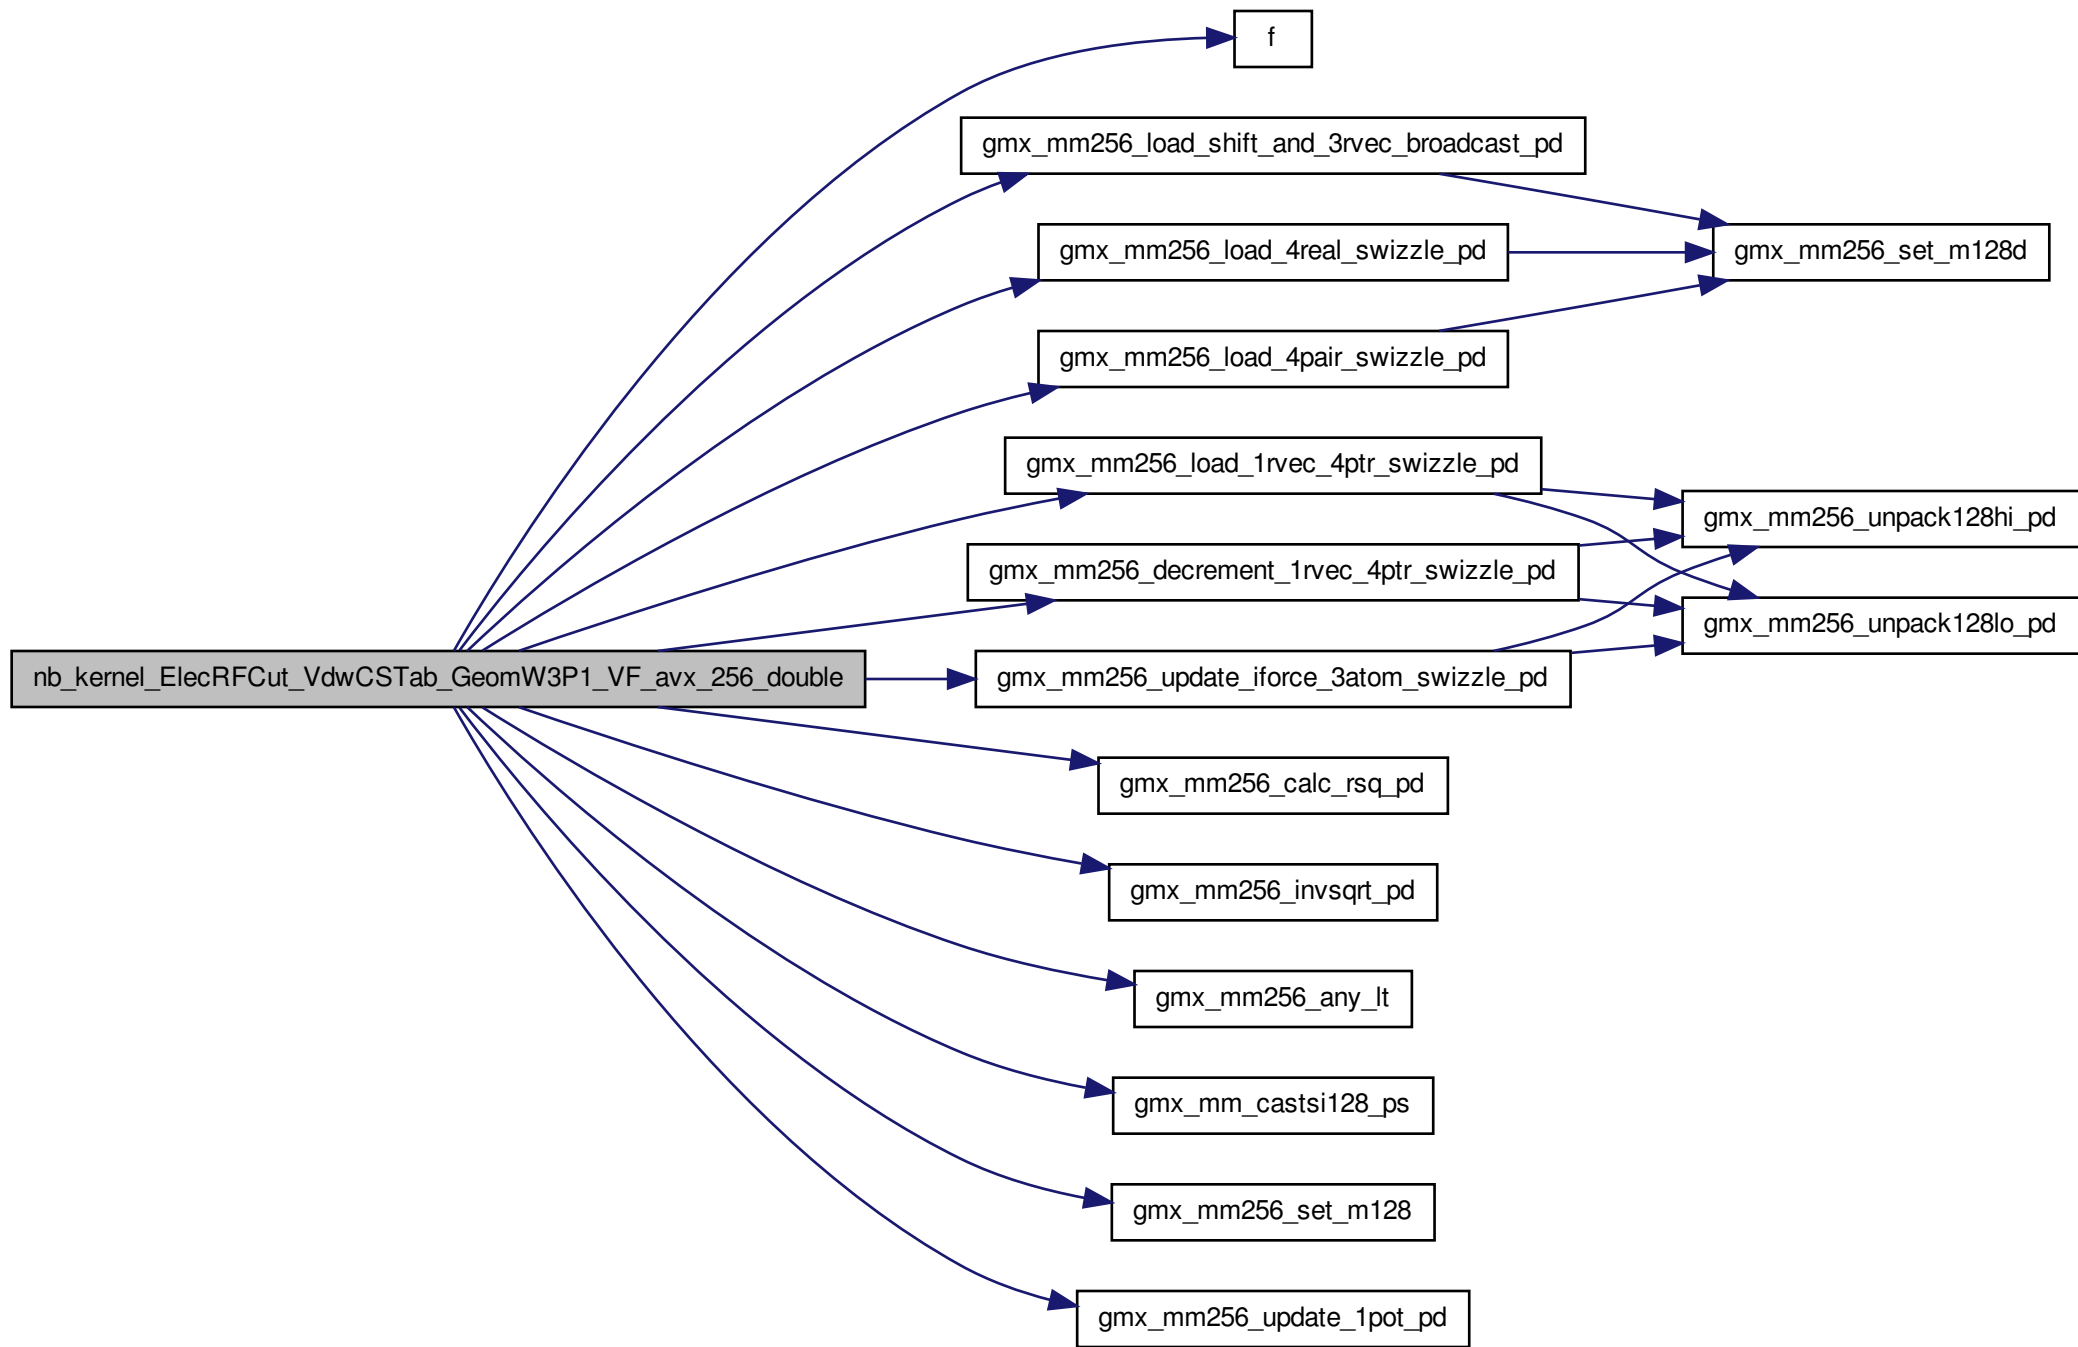 f
gmx_mm256_load_shift_and_3rvec_broadcast_pd
gmx_mm256_load_4real_swizzle_pd
gmx_mm256_set_m128d
gmx_mm256_load_4pair_swizzle_pd
gmx_mm256_load_1rvec_4ptr_swizzle_pd
gmx_mm256_unpack128hi_pd
gmx_mm256_decrement_1rvec_4ptr_swizzle_pd
gmx_mm256_unpack128lo_pd
nb_kernel_ElecRFCut_VdwCSTab_GeomW3P1_VF_avx_256_double
gmx_mm256_update_iforce_3atom_swizzle_pd
gmx_mm256_calc_rsq_pd
gmx_mm256_invsqrt_pd
gmx_mm256_any_lt
gmx_mm_castsi128_ps
gmx_mm256_set_m128
gmx_mm256_update_1pot_pd